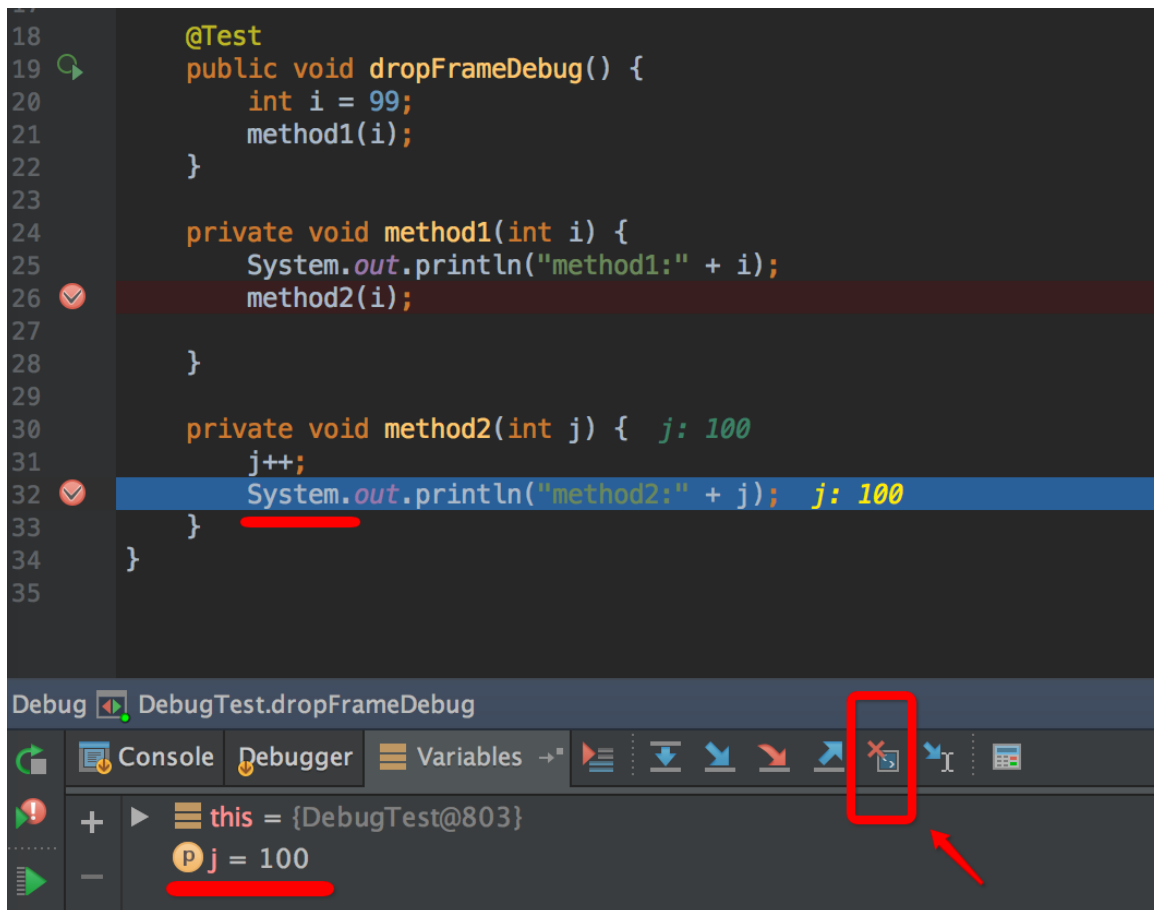 18 @Test
19 public void dropFrameDebug() {
20 int i = 99;
21 method1(i);
22 }
23
24 private void method1(int i) {
25 System.out.println("method1:" + i);
26 method2(i);
27
28 }
29
30 private void method2(int j) { j: 100
31 j++;
32 System.out.println("method2:" + j); j: 100
33 }
34 }
35
Debug DebugTest.dropFrameDebug
Console Debugger Variables
this = {DebugTest@803}
j = 100